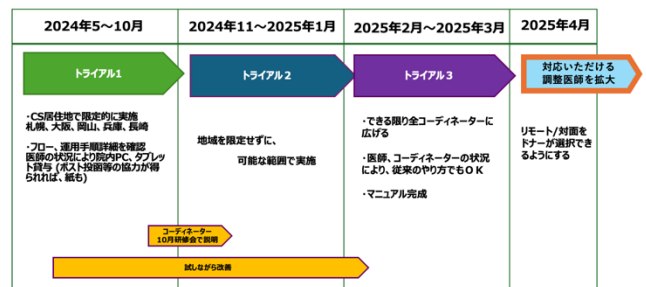 2024年5～10月
2024年11～2025年1月
2025年2月～2025年3月
2025年4月
トライアル1
トライアル2
トライアル3
対応いただける
調整医師を拡大
・CS居住地で限定的に実施
札幌、大阪、岡山、兵庫、長崎
・フロー、運用手順詳細を確認
医師の状況により院内PC、タブレッ
ト貸与 (ポスト投函等の協力が得
られれば、紙も)
地域を限定せずに、
可能な範囲で実施
・できる限り全コーディネーターに
広げる
・医師、コーディネーターの状況
により、従来のやり方でもＯＫ
・マニュアル完成
リモート/対面を
ドナーが選択でき
るようにする
コーディネーター
10月研修会で説明
試しながら改善